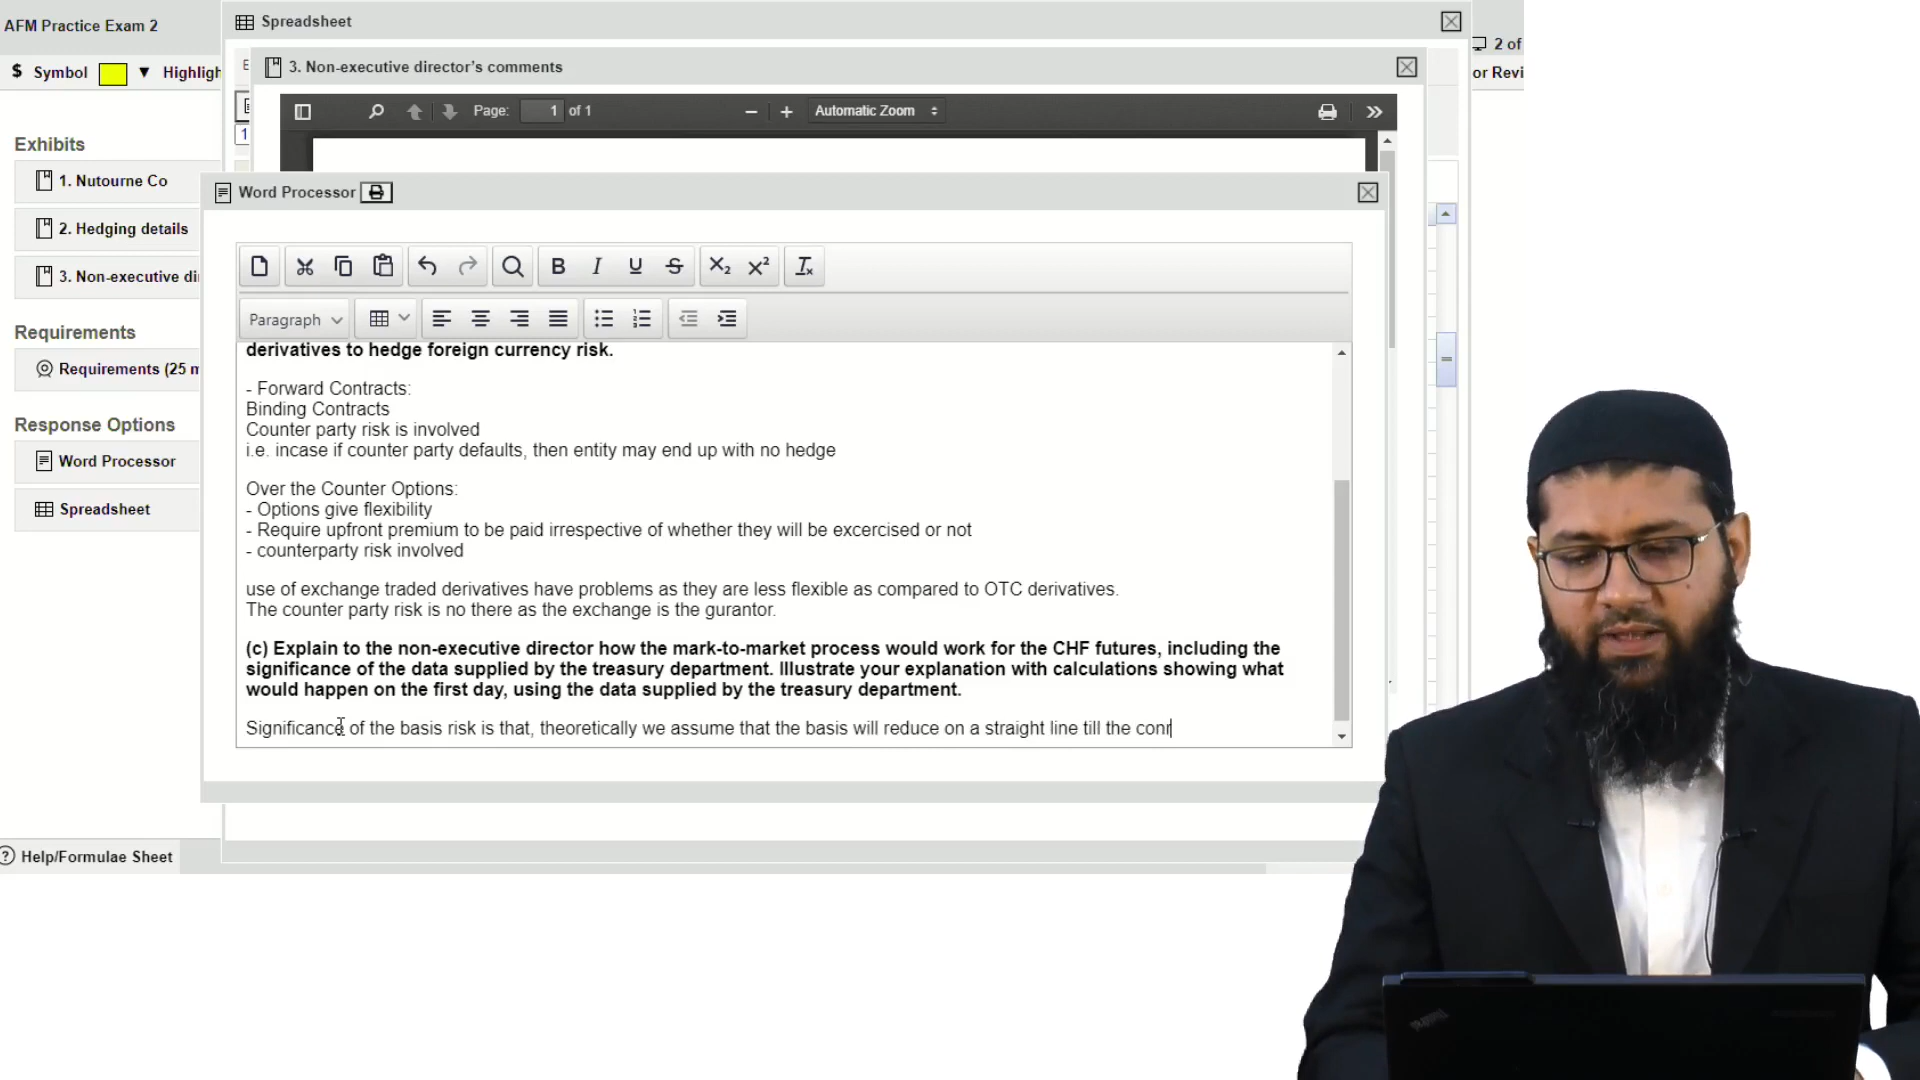 AFM Practice Exam 2
Spreadsheet
2 of
$ Symbol Highligh
E
3. Non-executive director's comments
or Revi
Page: 1 of 1
Automatic Zoom
1
Exhibits
1. Nutourne Co
2. Hedging details
3. Non-executive di
Requirements
Requirements (25 m
Response Options
Word Processor
Spreadsheet
Help/Formulae Sheet
Word Processor
B I U S X₂ X² Ix
Paragraph
derivatives to hedge foreign currency risk.
- Forward Contracts:
Binding Contracts
Counter party risk is involved
i.e. incase if counter party defaults, then entity may end up with no hedge
Over the Counter Options:
- Options give flexibility
- Require upfront premium to be paid irrespective of whether they will be excercised or not
- counterparty risk involved
use of exchange traded derivatives have problems as they are less flexible as compared to OTC derivatives.
The counter party risk is no there as the exchange is the gurantor.
(c) Explain to the non-executive director how the mark-to-market process would work for the CHF futures, including the
significance of the data supplied by the treasury department. Illustrate your explanation with calculations showing what
would happen on the first day, using the data supplied by the treasury department.
Significance of the basis risk is that, theoretically we assume that the basis will reduce on a straight line till the conr